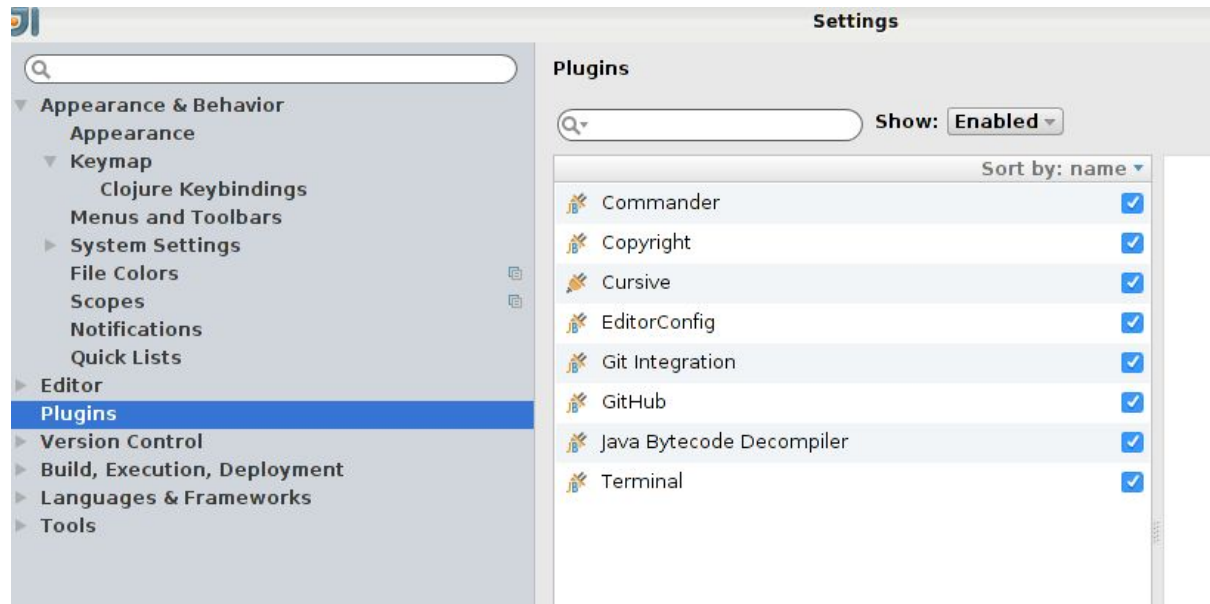 Settings
Appearance & Behavior
Appearance
Keymap
Clojure Keybindings
Menus and Toolbars
System Settings
File Colors
Scopes
Notifications
Quick Lists
Editor
Plugins
Version Control
Build, Execution, Deployment
Languages & Frameworks
Tools
Plugins
Show: Enabled
Sort by: name
Commander
Copyright
Cursive
EditorConfig
Git Integration
GitHub
Java Bytecode Decompiler
Terminal